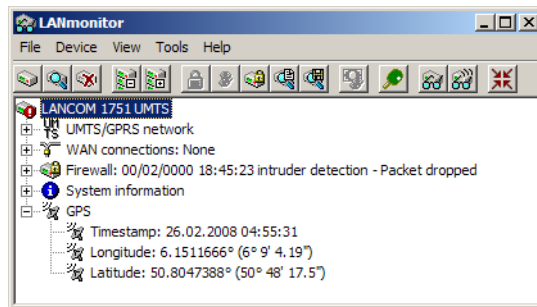 LANmonitor
File Device View Tools Help
LANCOM 1751 UMTS
UM TS UMTS/GPRS network
WAN connections: None
Firewall: 00/02/0000 18:45:23 intruder detection - Packet dropped
System information
GPS
Timestamp: 26.02.2008 04:55:31
Longitude: 6.1511666° (6° 9' 4.19")
Latitude: 50.8047388° (50° 48' 17.5")